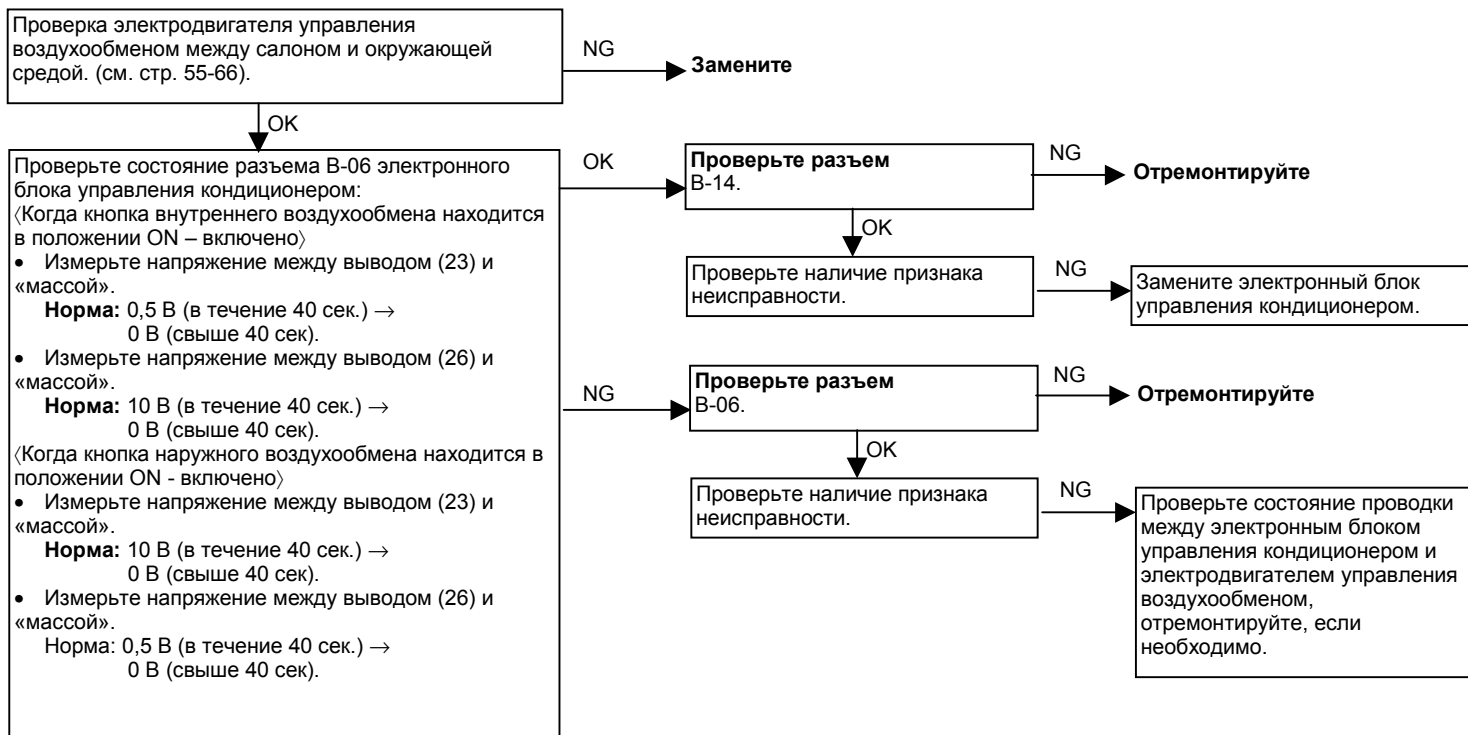 Проверка электродвигателя управления
воздухообменом между салоном и окружающей
средой. (см. стр. 55-66).
NG
Замените
OK
Проверьте состояние разъема В-06 электронного
блока управления кондиционером:
〈Когда кнопка внутреннего воздухообмена находится
в положении ON – включено〉
• Измерьте напряжение между выводом (23) и
«массой».
Норма: 0,5 В (в течение 40 сек.) →
0 В (свыше 40 сек).
• Измерьте напряжение между выводом (26) и
«массой».
Норма: 10 В (в течение 40 сек.) →
0 В (свыше 40 сек).
〈Когда кнопка наружного воздухообмена находится в
положении ON - включено〉
• Измерьте напряжение между выводом (23) и
«массой».
Норма: 10 В (в течение 40 сек.) →
0 В (свыше 40 сек).
• Измерьте напряжение между выводом (26) и
«массой».
Норма: 0,5 В (в течение 40 сек.) →
0 В (свыше 40 сек).
OK
Проверьте разъем
В-14.
NG
Отремонтируйте
OK
Проверьте наличие признака
неисправности.
NG
Замените электронный блок
управления кондиционером.
NG
Проверьте разъем
В-06.
NG
Отремонтируйте
OK
Проверьте наличие признака
неисправности.
NG
Проверьте состояние проводки
между электронным блоком
управления кондиционером и
электродвигателем управления
воздухообменом,
отремонтируйте, если
необходимо.